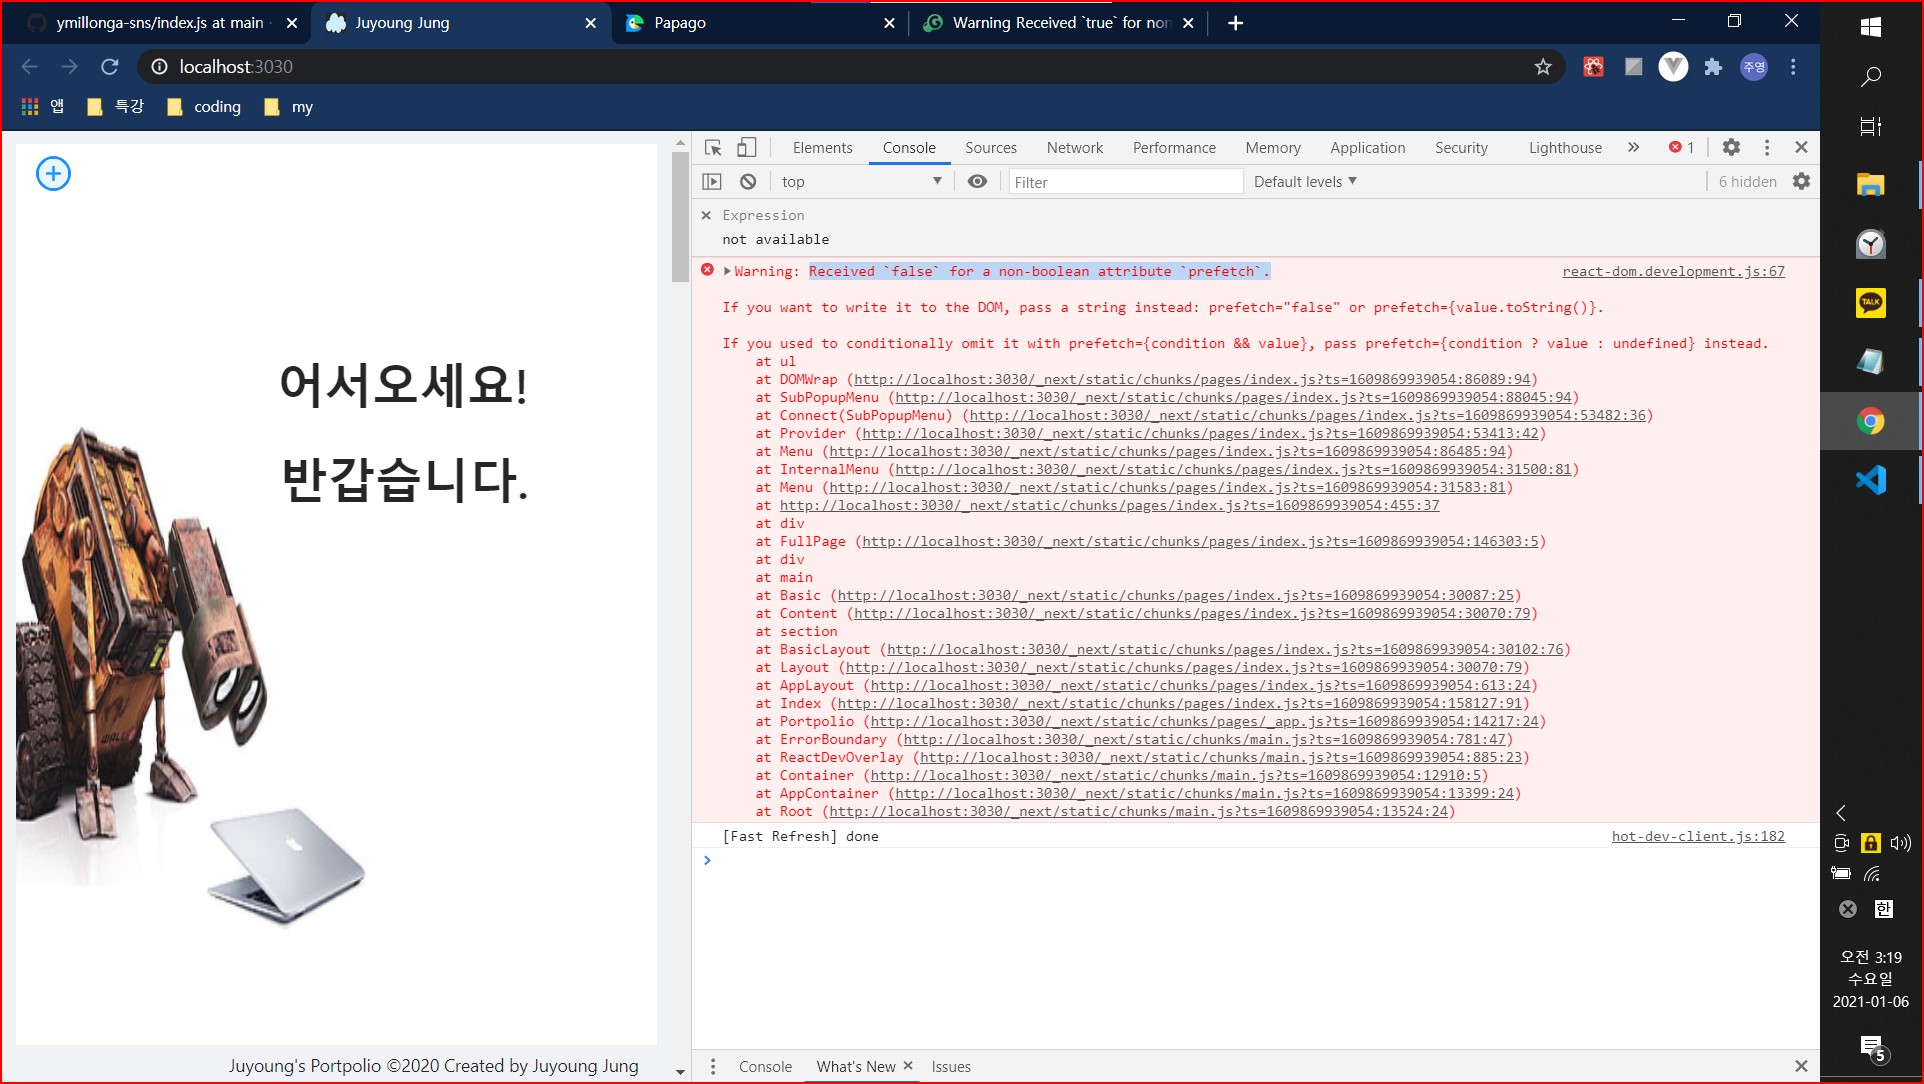 ymillonga-sns/index.js at main ·
Juyoung Jung
Papago
Warning Received `true` for non
localhost:3030
주영
앱
특강
coding
my
어서오세요!
반갑습니다.
WALL·E
Juyoung's Portpolio ©2020 Created by Juyoung Jung
Elements Console Sources Network Performance Memory Application Security Lighthouse » 1
top Filter Default levels ▼ 6 hidden
Expression
not available
Warning: Received `false` for a non-boolean attribute `prefetch`. react-dom.development.js:67
If you want to write it to the DOM, pass a string instead: prefetch="false" or prefetch={value.toString()}.
If you used to conditionally omit it with prefetch={condition && value}, pass prefetch={condition ? value : undefined} instead.
at ul
at DOMWrap (http://localhost:3030/_next/static/chunks/pages/index.js?ts=1609869939054:86089:94)
at SubPopupMenu (http://localhost:3030/_next/static/chunks/pages/index.js?ts=1609869939054:88045:94)
at Connect(SubPopupMenu) (http://localhost:3030/_next/static/chunks/pages/index.js?ts=1609869939054:53482:36)
at Provider (http://localhost:3030/_next/static/chunks/pages/index.js?ts=1609869939054:53413:42)
at Menu (http://localhost:3030/_next/static/chunks/pages/index.js?ts=1609869939054:86485:94)
at InternalMenu (http://localhost:3030/_next/static/chunks/pages/index.js?ts=1609869939054:31500:81)
at Menu (http://localhost:3030/_next/static/chunks/pages/index.js?ts=1609869939054:31583:81)
at http://localhost:3030/_next/static/chunks/pages/index.js?ts=1609869939054:455:37
at div
at FullPage (http://localhost:3030/_next/static/chunks/pages/index.js?ts=1609869939054:146303:5)
at div
at main
at Basic (http://localhost:3030/_next/static/chunks/pages/index.js?ts=1609869939054:30087:25)
at Content (http://localhost:3030/_next/static/chunks/pages/index.js?ts=1609869939054:30070:79)
at section
at BasicLayout (http://localhost:3030/_next/static/chunks/pages/index.js?ts=1609869939054:30102:76)
at Layout (http://localhost:3030/_next/static/chunks/pages/index.js?ts=1609869939054:30070:79)
at AppLayout (http://localhost:3030/_next/static/chunks/pages/index.js?ts=1609869939054:613:24)
at Index (http://localhost:3030/_next/static/chunks/pages/index.js?ts=1609869939054:158127:91)
at Portpolio (http://localhost:3030/_next/static/chunks/pages/_app.js?ts=1609869939054:14217:24)
at ErrorBoundary (http://localhost:3030/_next/static/chunks/main.js?ts=1609869939054:781:47)
at ReactDevOverlay (http://localhost:3030/_next/static/chunks/main.js?ts=1609869939054:885:23)
at Container (http://localhost:3030/_next/static/chunks/main.js?ts=1609869939054:12910:5)
at AppContainer (http://localhost:3030/_next/static/chunks/main.js?ts=1609869939054:13399:24)
at Root (http://localhost:3030/_next/static/chunks/main.js?ts=1609869939054:13524:24)
[Fast Refresh] done hot-dev-client.js:182
Console What's New Issues
TALK
한
오전 3:19
수요일
2021-01-06
5